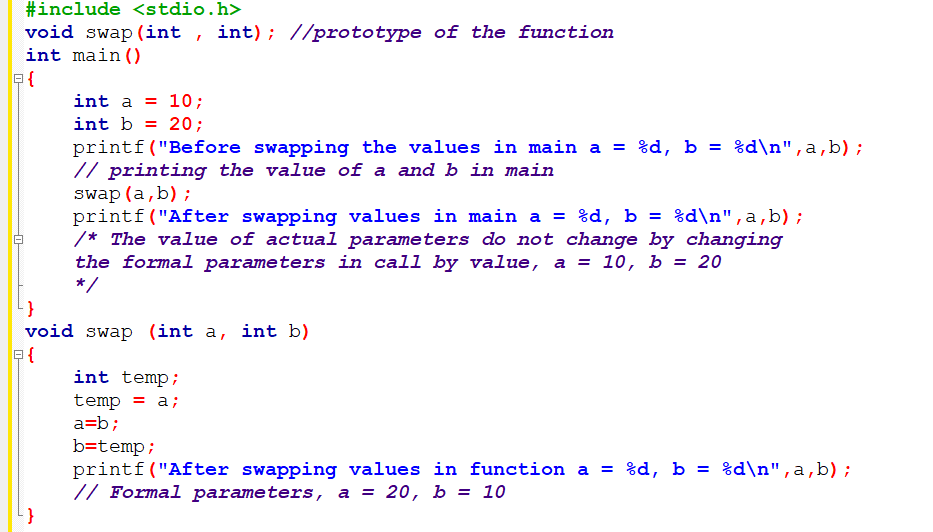 #include <stdio.h>
void swap(int , int); //prototype of the function
int main()
{
    int a = 10;
    int b = 20;
    printf("Before swapping the values in main a = %d, b = %d\n",a,b);
    // printing the value of a and b in main
    swap(a,b);
    printf("After swapping values in main a = %d, b = %d\n",a,b);
    /* The value of actual parameters do not change by changing
    the formal parameters in call by value, a = 10, b = 20
    */
}
void swap (int a, int b)
{
    int temp;
    temp = a;
    a=b;
    b=temp;
    printf("After swapping values in function a = %d, b = %d\n",a,b);
    // Formal parameters, a = 20, b = 10
}